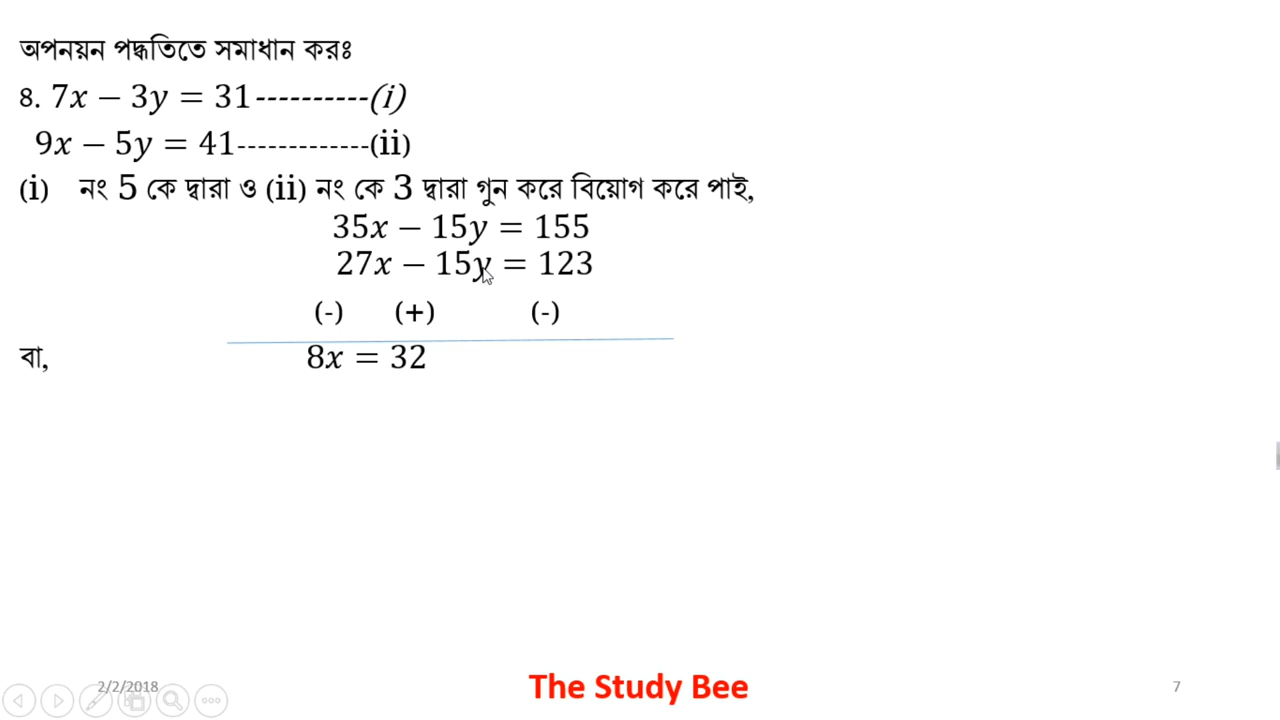 অপনয়ন পদ্ধতিতে সমাধান করঃ
8. 7x − 3y = 31----------(i)
9x − 5y = 41-------------(ii)
(i) নং 5 কে দ্বারা ও (ii) নং কে 3 দ্বারা গুন করে বিয়োগ করে পাই,
35x − 15y = 155
27x − 15y = 123
(-) (+) (-)
বা, 8x = 32
2/2/2018 The Study Bee 7